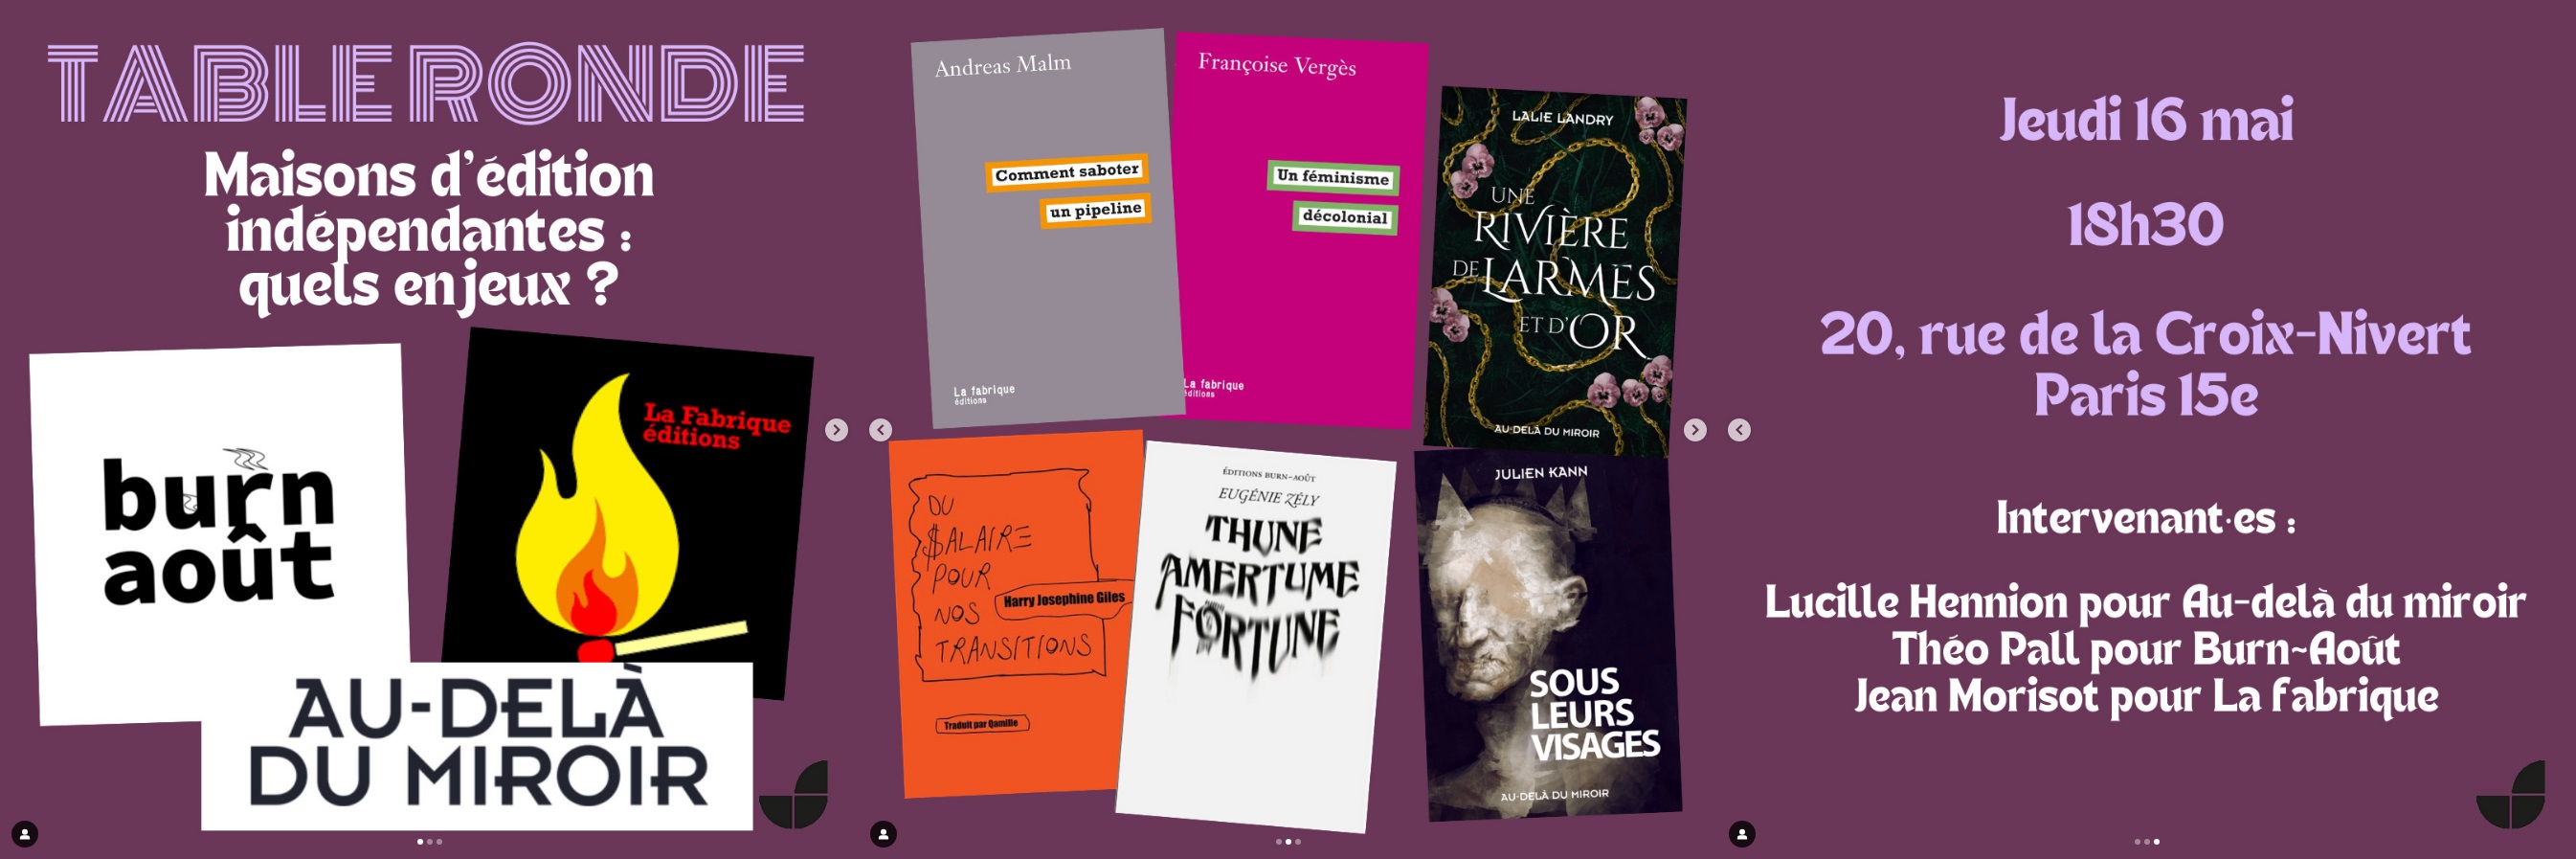 TABLE RONDE
Maisons d'édition
indépendantes :
quels enjeux ?
burn
août
La Fabrique
éditions
AU-DELÀ
DU MIROIR
Andreas Malm
Comment saboter
un pipeline
La fabrique
éditions
Françoise Vergès
Un féminisme
décolonial
La fabrique
éditions
LALIE LANDRY
UNE
RIVIÈRE
DE LARMES
ET D'OR
AU-DELÀ DU MIROIR
DU
$ALAIRE
POUR
NOS
TRANSITIONS
Harry Josephine Giles
Traduit par Qamille
ÉDITIONS BURN~AOÛT
EUGÉNIE ZÉLY
THUNE
AMERTUME
FORTUNE
JULIEN KANN
SOUS
LEURS
VISAGES
AU-DELÀ DU MIROIR
Jeudi 16 mai
18h30
20, rue de la Croix-Nivert
Paris 15e
Intervenant·es :
Lucille Hennion pour Au-delà du miroir
Théo Pall pour Burn~Août
Jean Morisot pour La fabrique